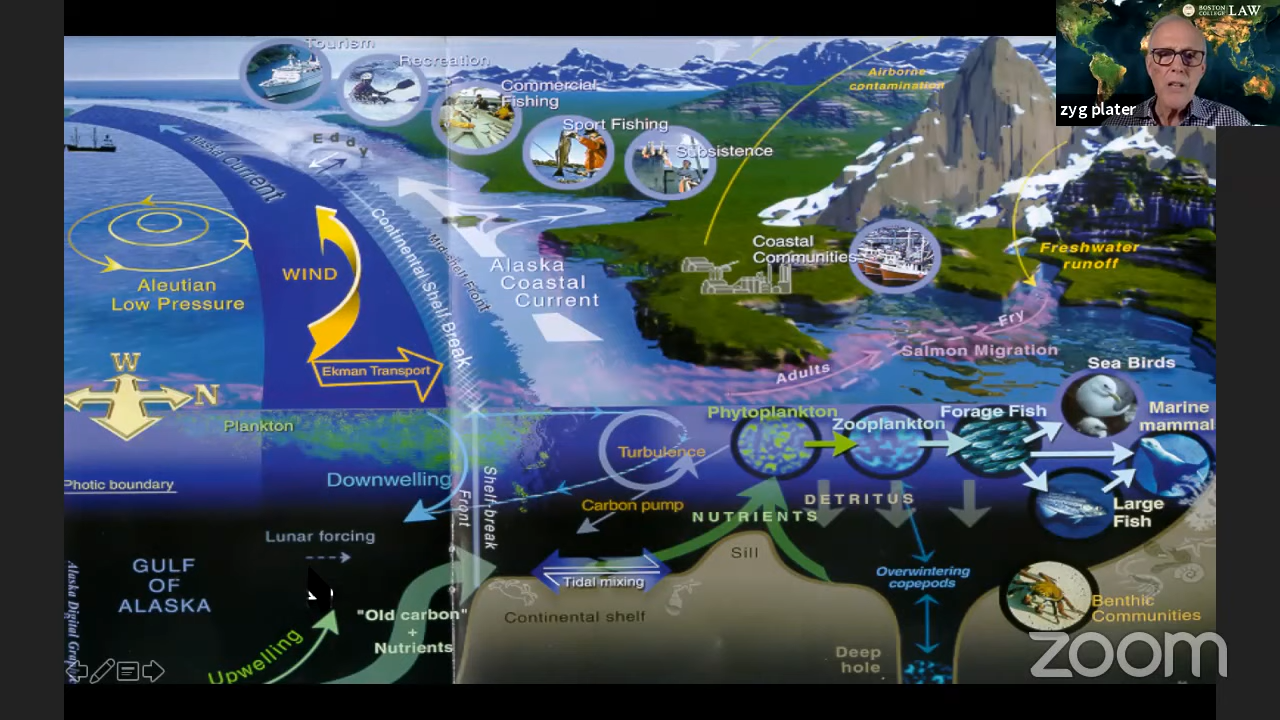 BOSTON COLLEGE LAW
zyg plater
Tourism
Recreation
Commercial
Fishing
Sport Fishing
Subsistence
Airborne
contamination
Eddy
Alaska Current
Continental Shelf Break
Mid-shelf Front
Alaska
Coastal
Current
Coastal
Communities
Freshwater
runoff
WIND
Aleutian
Low Pressure
Ekman Transport
W
N
Fry
Salmon Migration
Adults
Sea Birds
Marine
mammal
Phytoplankton
Zooplankton
Forage Fish
Plankton
Turbulence
Photic boundary
Downwelling
Front
Shelf-break
Carbon pump
NUTRIENTS
DETRITUS
Large
Fish
Lunar forcing
GULF
OF
ALASKA
Sill
Tidal mixing
Overwintering
copepods
Benthic
Communities
"Old carbon"
+
Nutrients
Continental shelf
Upwelling
Deep
hole
Alaska Digital
zoom